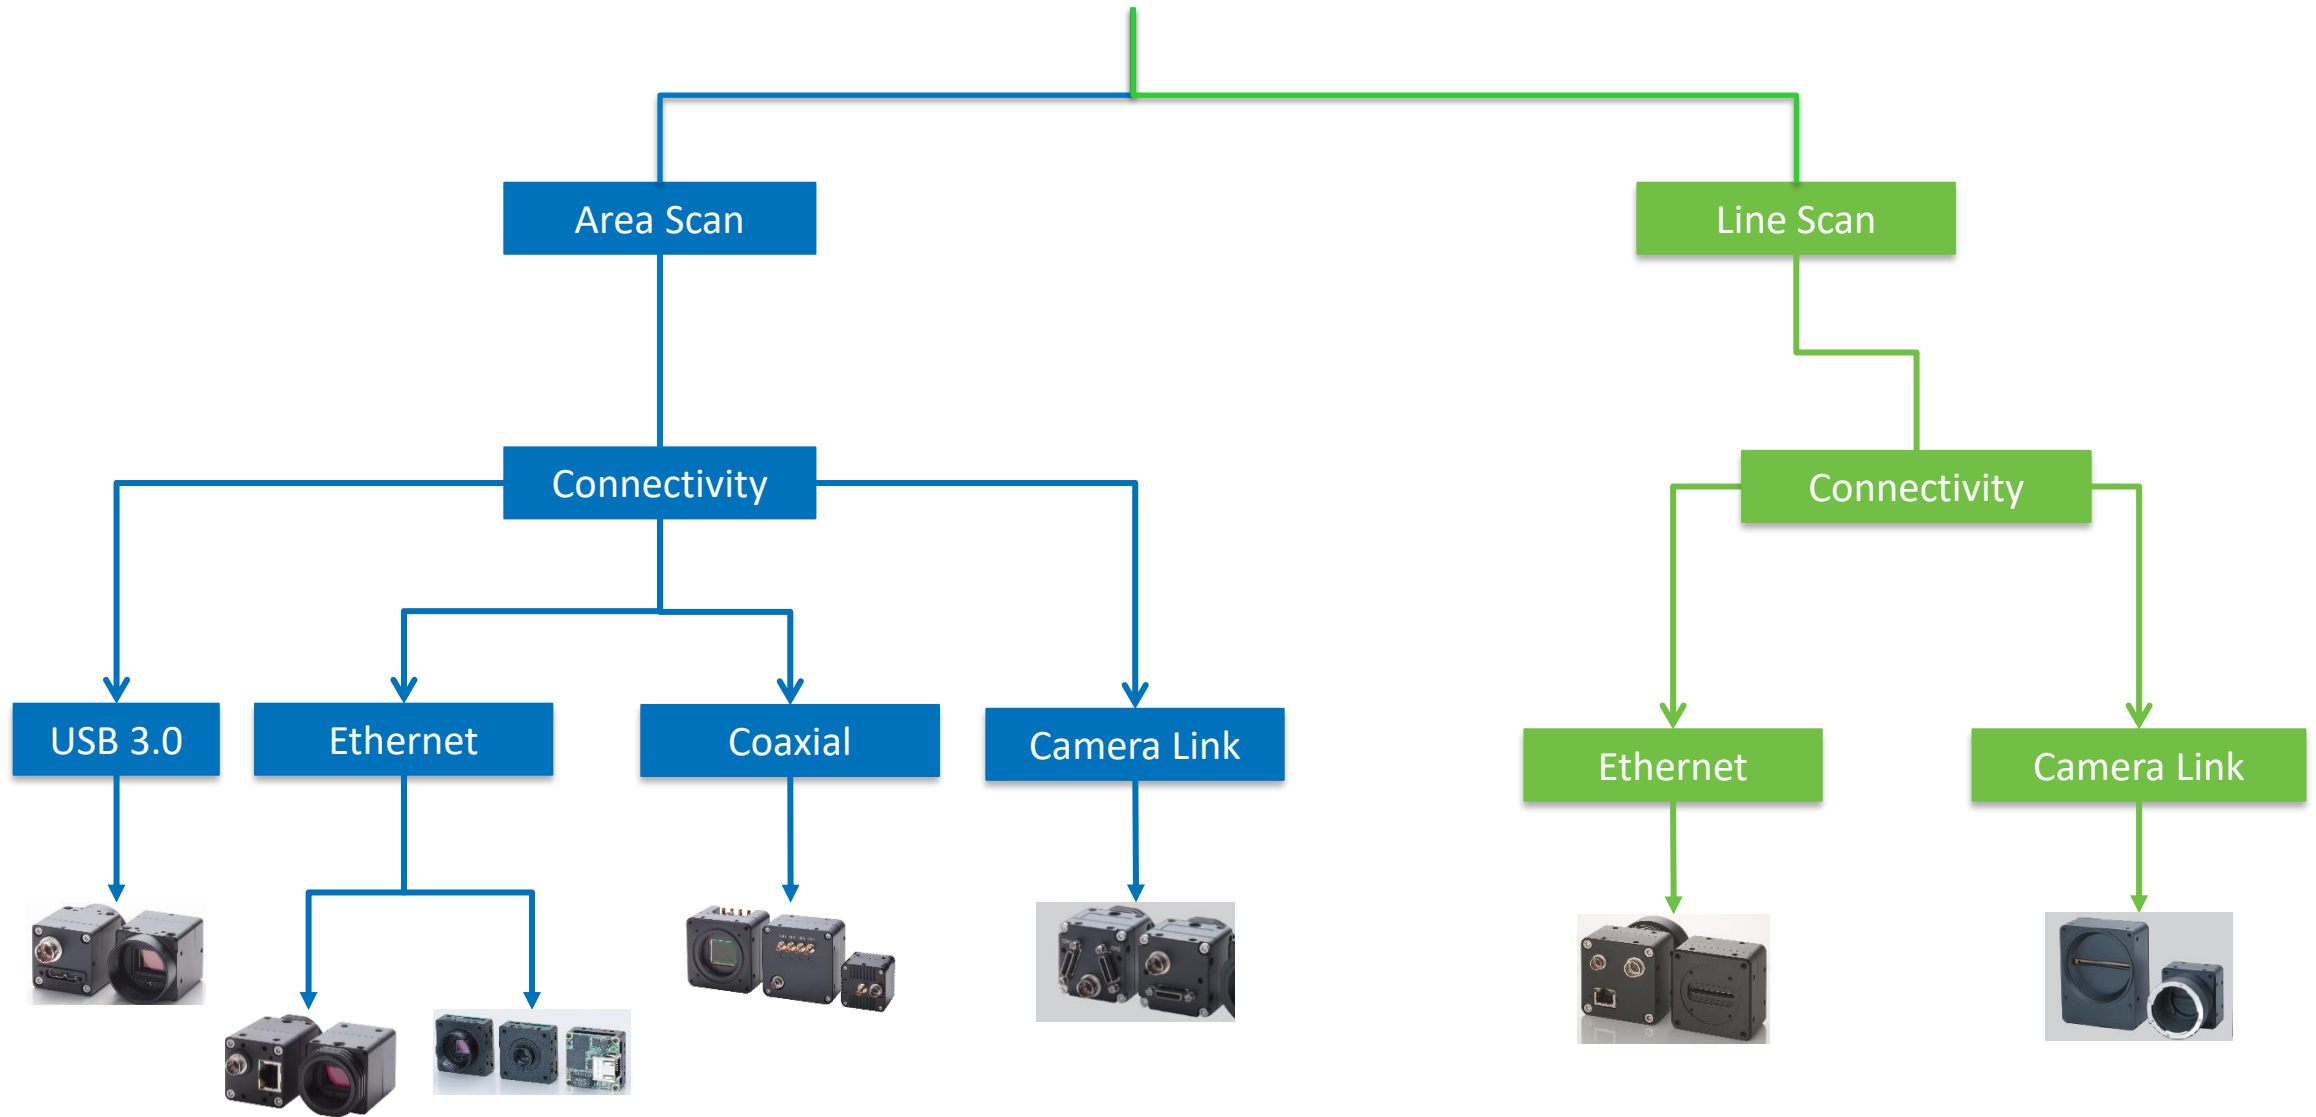 Area Scan
Line Scan
Connectivity
Connectivity
USB 3.0
Ethernet
Coaxial
Camera Link
Ethernet
Camera Link